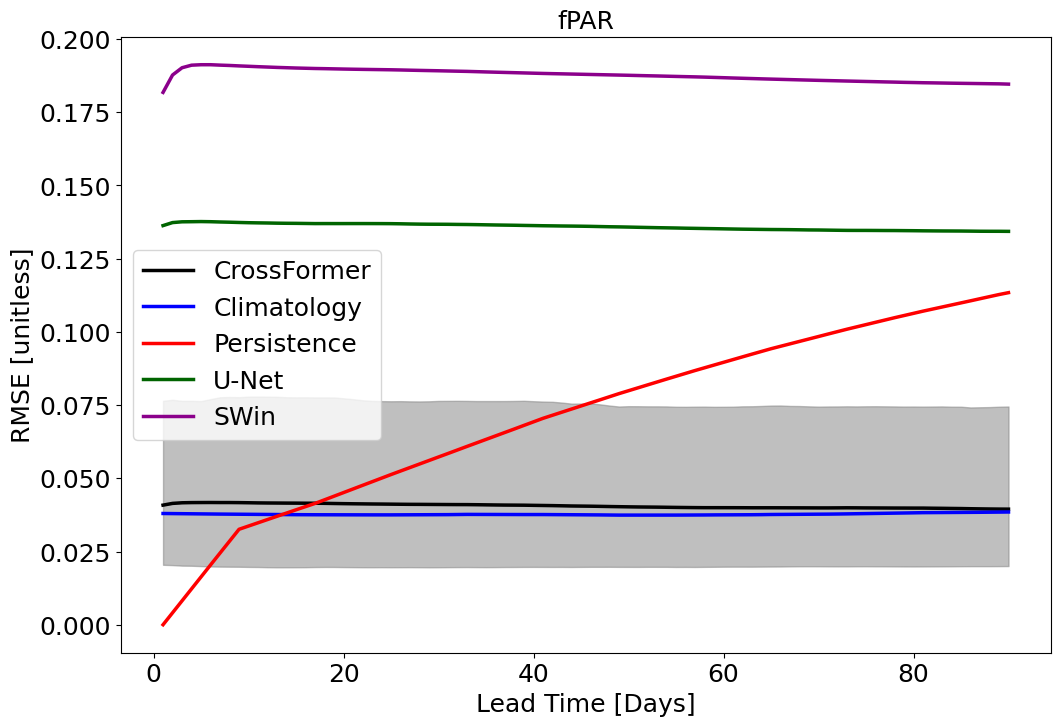 fPAR
0.200
0.175
0.150
0.125
0.100
0.075
0.050
0.025
0.000
RMSE [unitless]
CrossFormer
Climatology
Persistence
U-Net
SWin
0 20 40 60 80
Lead Time [Days]